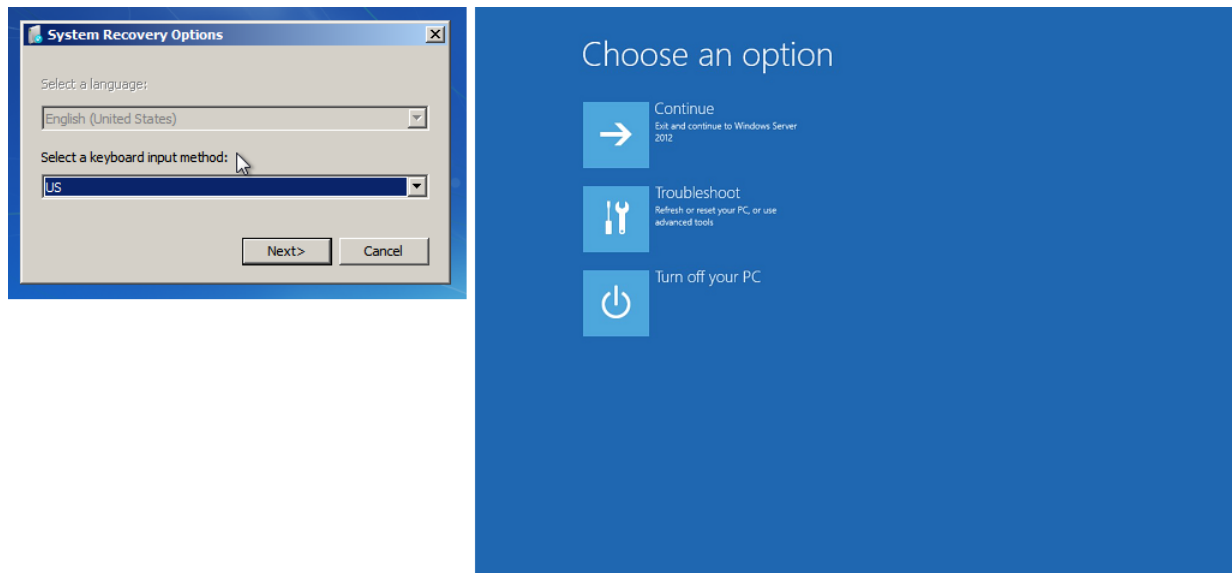 System Recovery Options
Select a language:
English (United States)
Select a keyboard input method:
US
Next>
Cancel
Choose an option
Continue
Exit and continue to Windows Server
2012
Troubleshoot
Refresh or reset your PC, or use
advanced tools
Turn off your PC